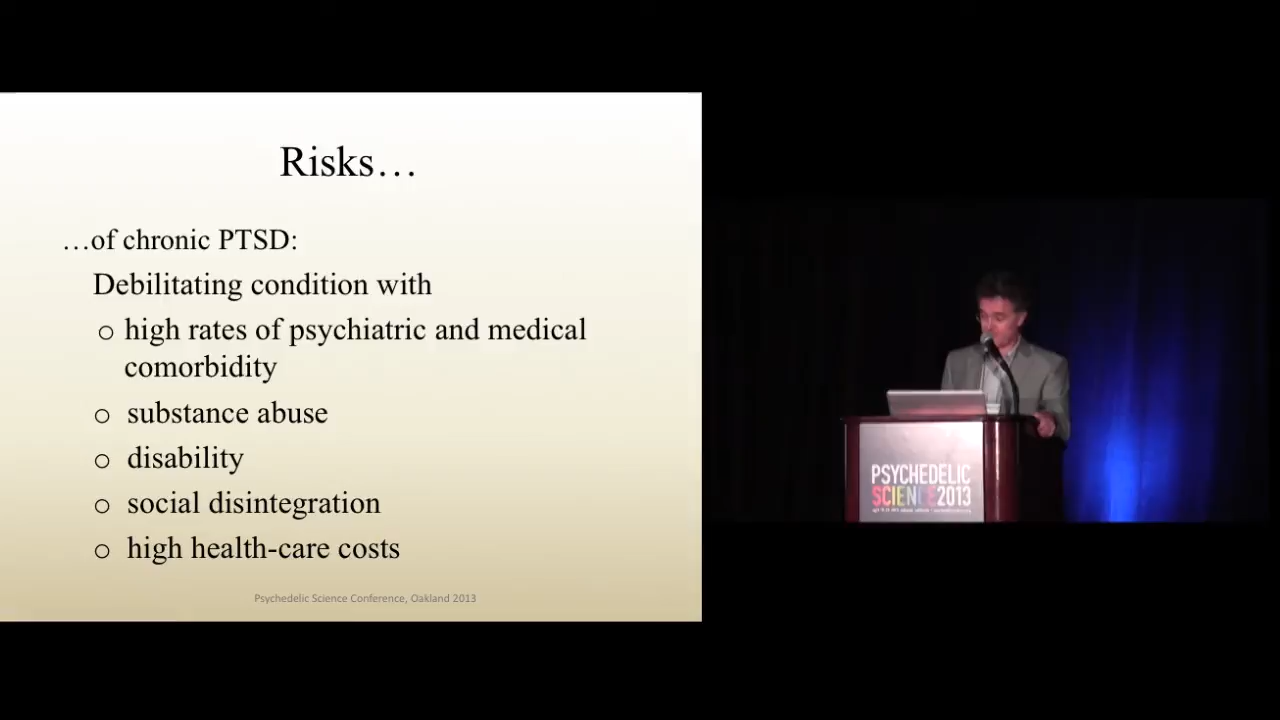 Risks…
…of chronic PTSD:
Debilitating condition with
o high rates of psychiatric and medical
comorbidity
o substance abuse
o disability
o social disintegration
o high health-care costs
Psychedelic Science Conference, Oakland 2013
PSYCHEDELIC
SCIENCE2013